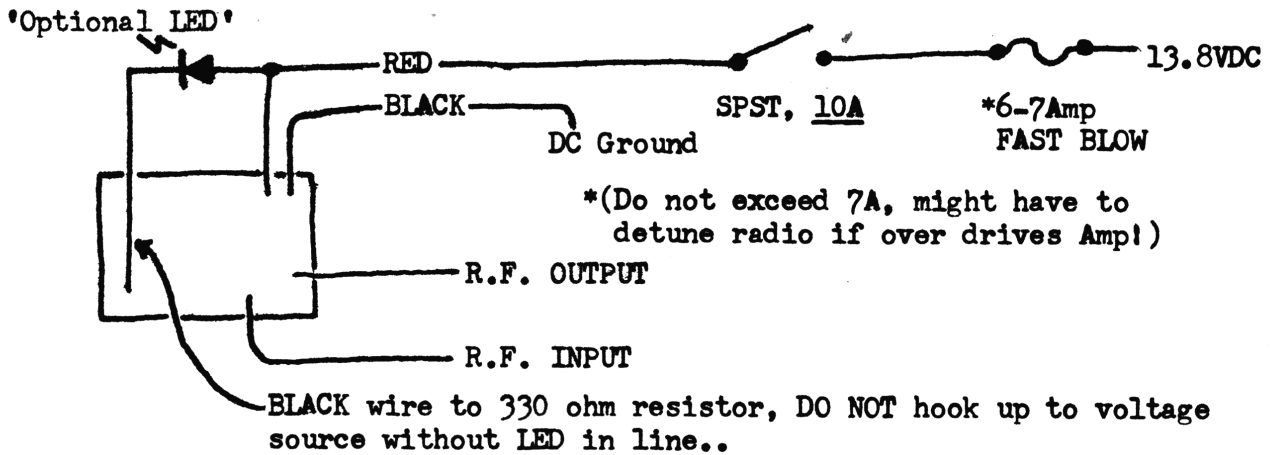 'Optional LED'
RED
13.8VDC
BLACK
SPST, 10A
*6-7Amp
FAST BLOW
DC Ground
*(Do not exceed 7A, might have to
detune radio if over drives Amp!)
R.F. OUTPUT
R.F. INPUT
BLACK wire to 330 ohm resistor, DO NOT hook up to voltage
source without LED in line..